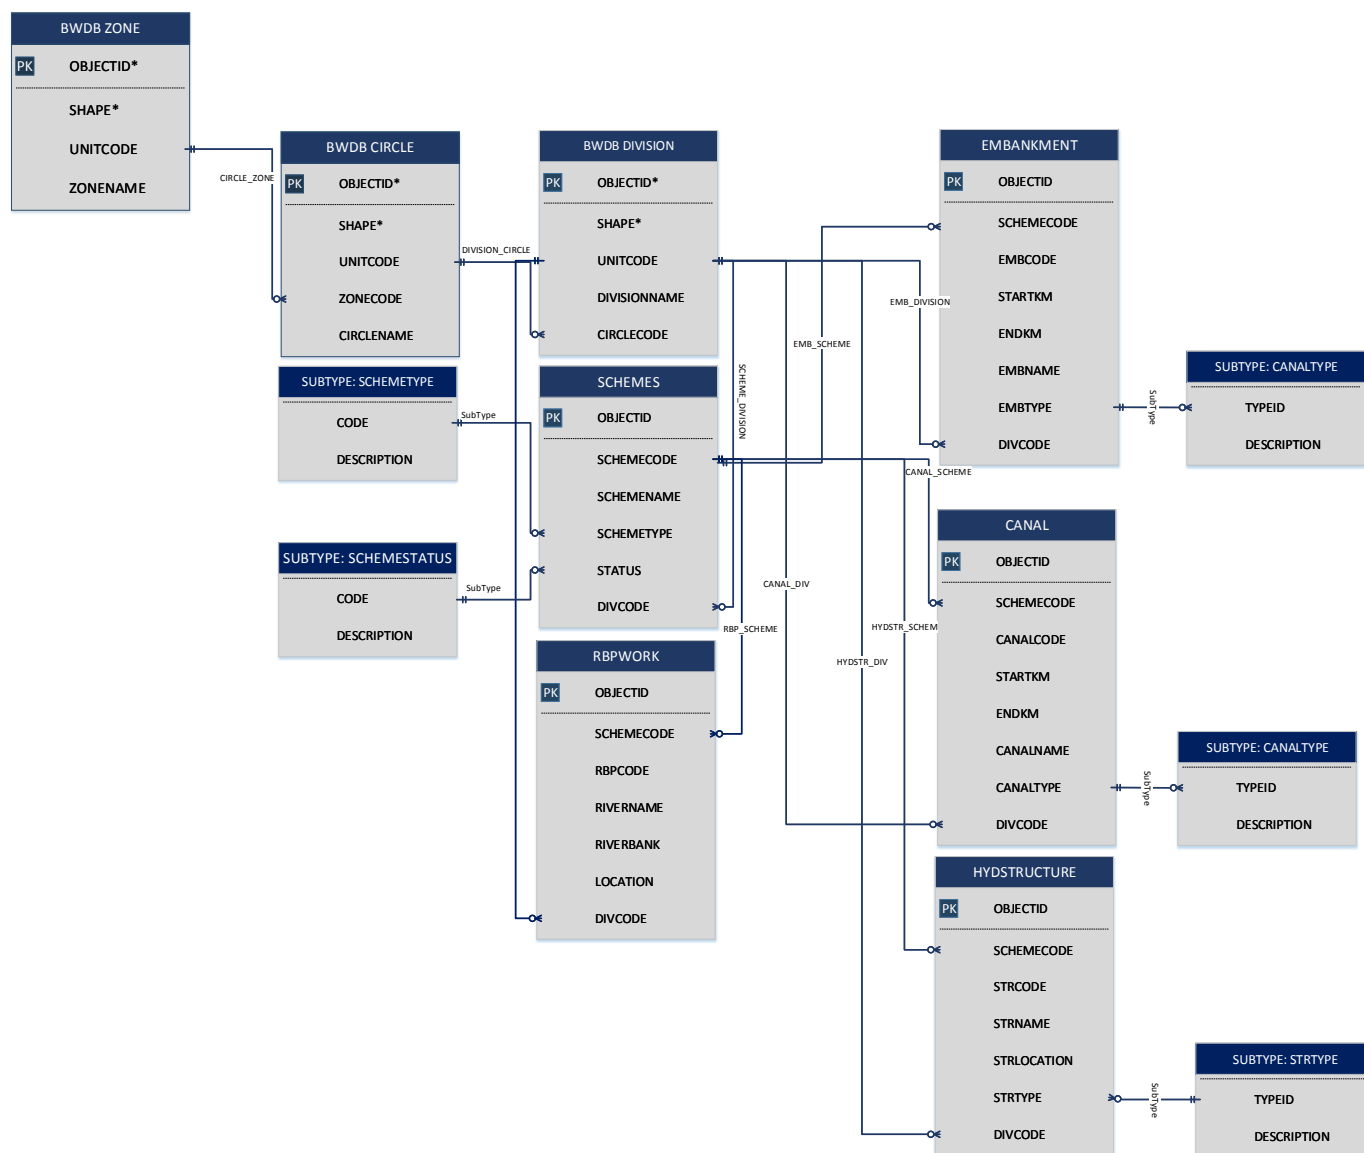 BWDB ZONE
PK OBJECTID*
SHAPE*
UNITCODE
ZONENAME
CIRCLE_ZONE
BWDB CIRCLE
PK OBJECTID*
SHAPE*
UNITCODE
ZONECODE
CIRCLENAME
DIVISION_CIRCLE
BWDB DIVISION
PK OBJECTID*
SHAPE*
UNITCODE
DIVISIONNAME
CIRCLECODE
SUBTYPE: SCHEMETYPE
CODE
DESCRIPTION
SubType
SUBTYPE: SCHEMESTATUS
CODE
DESCRIPTION
SubType
SCHEMES
PK OBJECTID
SCHEMECODE
SCHEMENAME
SCHEMETYPE
STATUS
DIVCODE
SCHEME_DIVISION
RBP_SCHEME
RBPWORK
PK OBJECTID
SCHEMECODE
RBPCODE
RIVERNAME
RIVERBANK
LOCATION
DIVCODE
EMB_SCHEME
EMB_DIVISION
CANAL_SCHEME
CANAL_DIV
HYDSTR_SCHEM
HYDSTR_DIV
EMBANKMENT
PK OBJECTID
SCHEMECODE
EMBCODE
STARTKM
ENDKM
EMBNAME
EMBTYPE
DIVCODE
SubType
SUBTYPE: CANALTYPE
TYPEID
DESCRIPTION
CANAL
PK OBJECTID
SCHEMECODE
CANALCODE
STARTKM
ENDKM
CANALNAME
CANALTYPE
DIVCODE
SubType
SUBTYPE: CANALTYPE
TYPEID
DESCRIPTION
HYDSTRUCTURE
PK OBJECTID
SCHEMECODE
STRCODE
STRNAME
STRLOCATION
STRTYPE
DIVCODE
SubType
SUBTYPE: STRTYPE
TYPEID
DESCRIPTION